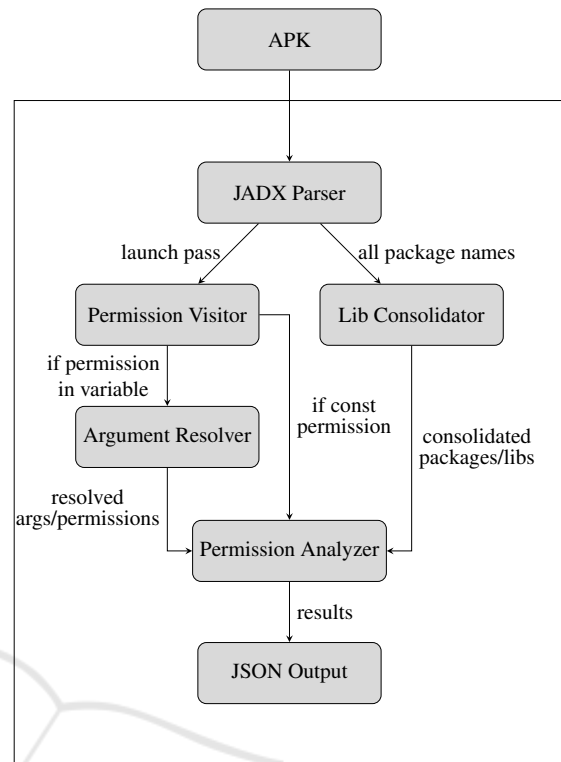 APK
JADX Parser
launch pass
all package names
Permission Visitor
Lib Consolidator
if permission
in variable
if const
permission
Argument Resolver
consolidated
packages/libs
resolved
args/permissions
Permission Analyzer
results
JSON Output